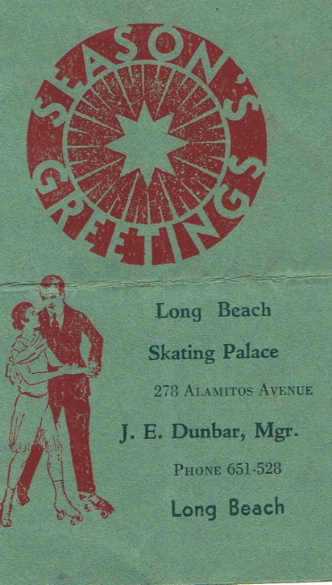 SEASON'S
GREETINGS
Long Beach
Skating Palace
278 Alamitos Avenue
J. E. Dunbar, Mgr.
Phone 651-528
Long Beach